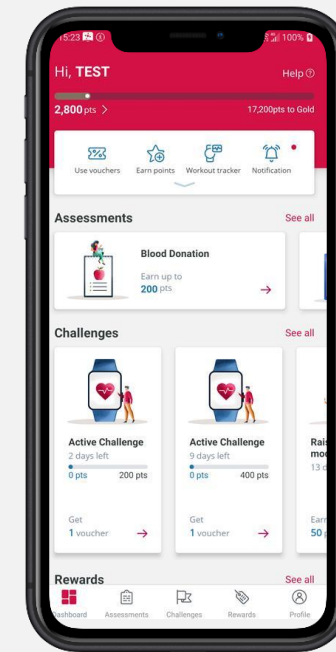 15:23
100%
Hi, TEST
Help
2,800 pts >
17,200pts to Gold
Use vouchers
Earn points
Workout tracker
Notification
Assessments
See all
Blood Donation
Earn up to
200 pts
Challenges
See all
Active Challenge
2 days left
0 pts
200 pts
Get
1 voucher
Active Challenge
9 days left
0 pts
400 pts
Get
1 voucher
Rais
mo
13 d
Earn
50
Rewards
See all
Dashboard
Assessments
Challenges
Rewards
Profile